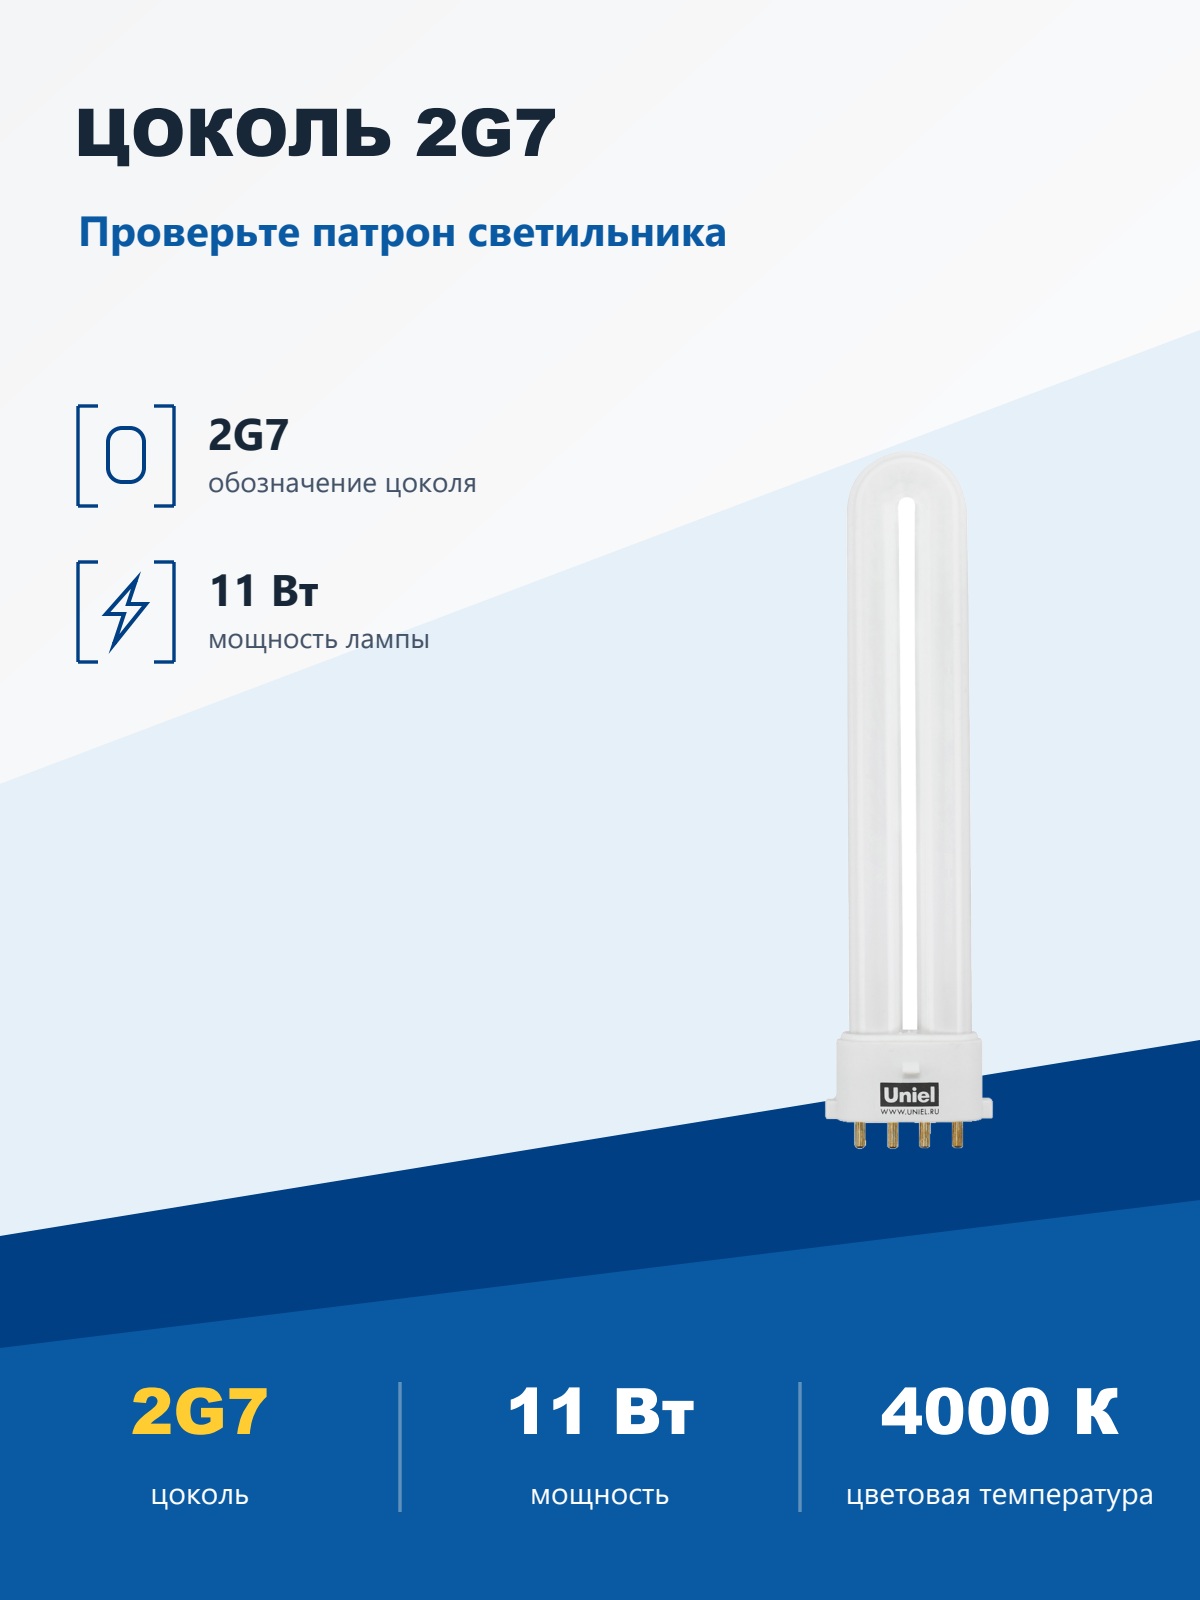 ЦОКОЛЬ 2G7
Проверьте патрон светильника
2G7
обозначение цоколя
11 Вт
мощность лампы
Uniel
WWW.UNIEL.RU
2G7
цоколь
11 Вт
мощность
4000 К
цветовая температура